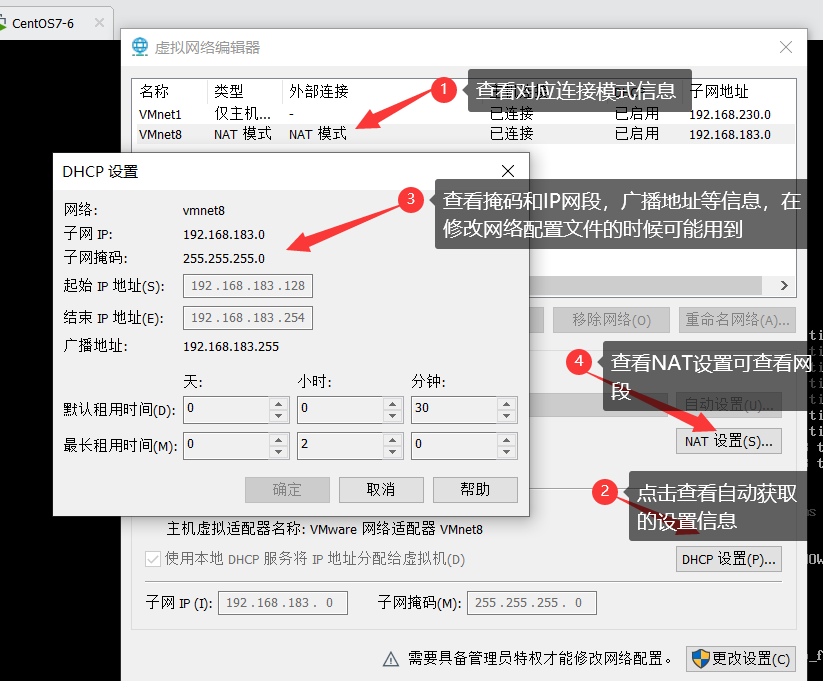 CentOS7-6
虚拟网络编辑器
名称 类型 外部连接 子网地址
1 查看对应连接模式信息
VMnet1 仅主机... - 已连接 已启用 192.168.230.0
VMnet8 NAT 模式 NAT 模式 已连接 已启用 192.168.183.0
DHCP 设置
3 查看掩码和IP网段，广播地址等信息，在
修改网络配置文件的时候可能用到
网络: vmnet8
子网 IP: 192.168.183.0
子网掩码: 255.255.255.0
起始 IP 地址(S): 192 .168 .183 .128
结束 IP 地址(E): 192 .168 .183 .254
广播地址: 192.168.183.255
移除网络(O) 重命名网络(A)...
4 查看NAT设置可查看网
段
天: 小时: 分钟:
默认租用时间(D): 0 0 30
自动设置(U)...
最长租用时间(M): 0 2 0
NAT 设置(S)...
确定 取消 帮助
2 点击查看自动获取
的设置信息
主机虚拟适配器名称: VMware 网络适配器 VMnet8
使用本地 DHCP 服务将 IP 地址分配给虚拟机(D)
DHCP 设置(P)...
子网 IP (I): 192 .168 .183 . 0 子网掩码(M): 255 .255 .255 . 0
需要具备管理员特权才能修改网络配置。 更改设置(C)